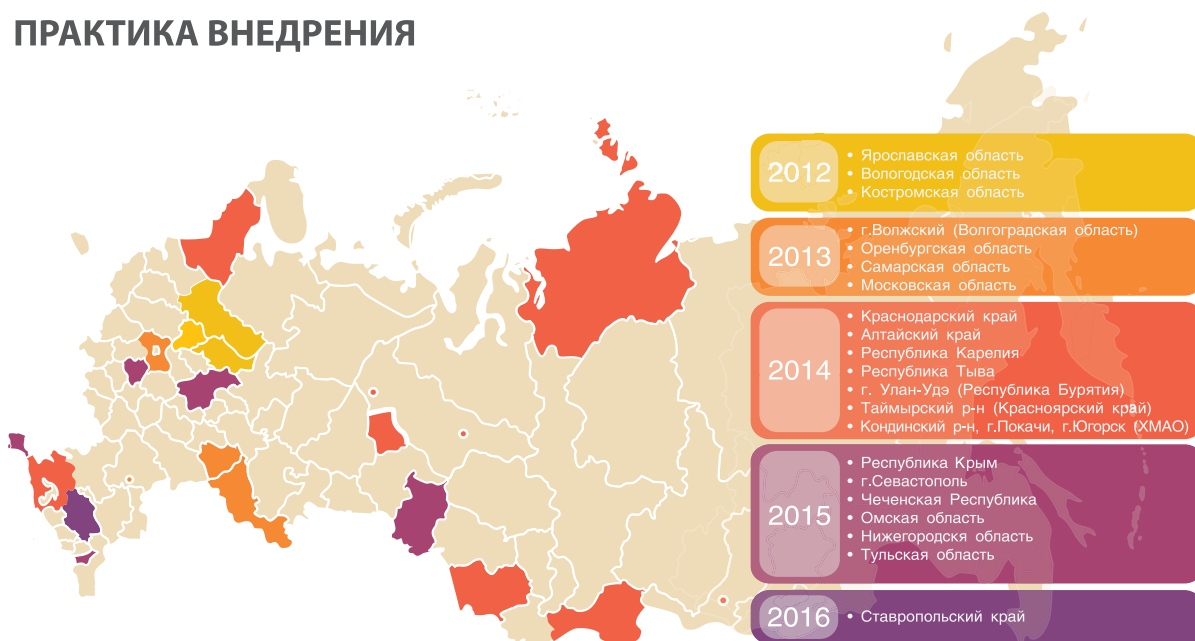 ПРАКТИКА ВНЕДРЕНИЯ
2012
• Ярославская область
• Вологодская область
• Костромская область
2013
• г.Волжский (Волгоградская область)
• Оренбургская область
• Самарская область
• Московская область
2014
• Краснодарский край
• Алтайский край
• Республика Карелия
• Республика Тыва
• г. Улан-Удэ (Республика Бурятия)
• Таймырский р-н (Красноярский край)
• Кондинский р-н, г.Покачи, г.Югорск (ХМАО)
2015
• Республика Крым
• г.Севастополь
• Чеченская Республика
• Омская область
• Нижегородскя область
• Тульская область
2016
• Ставропольский край